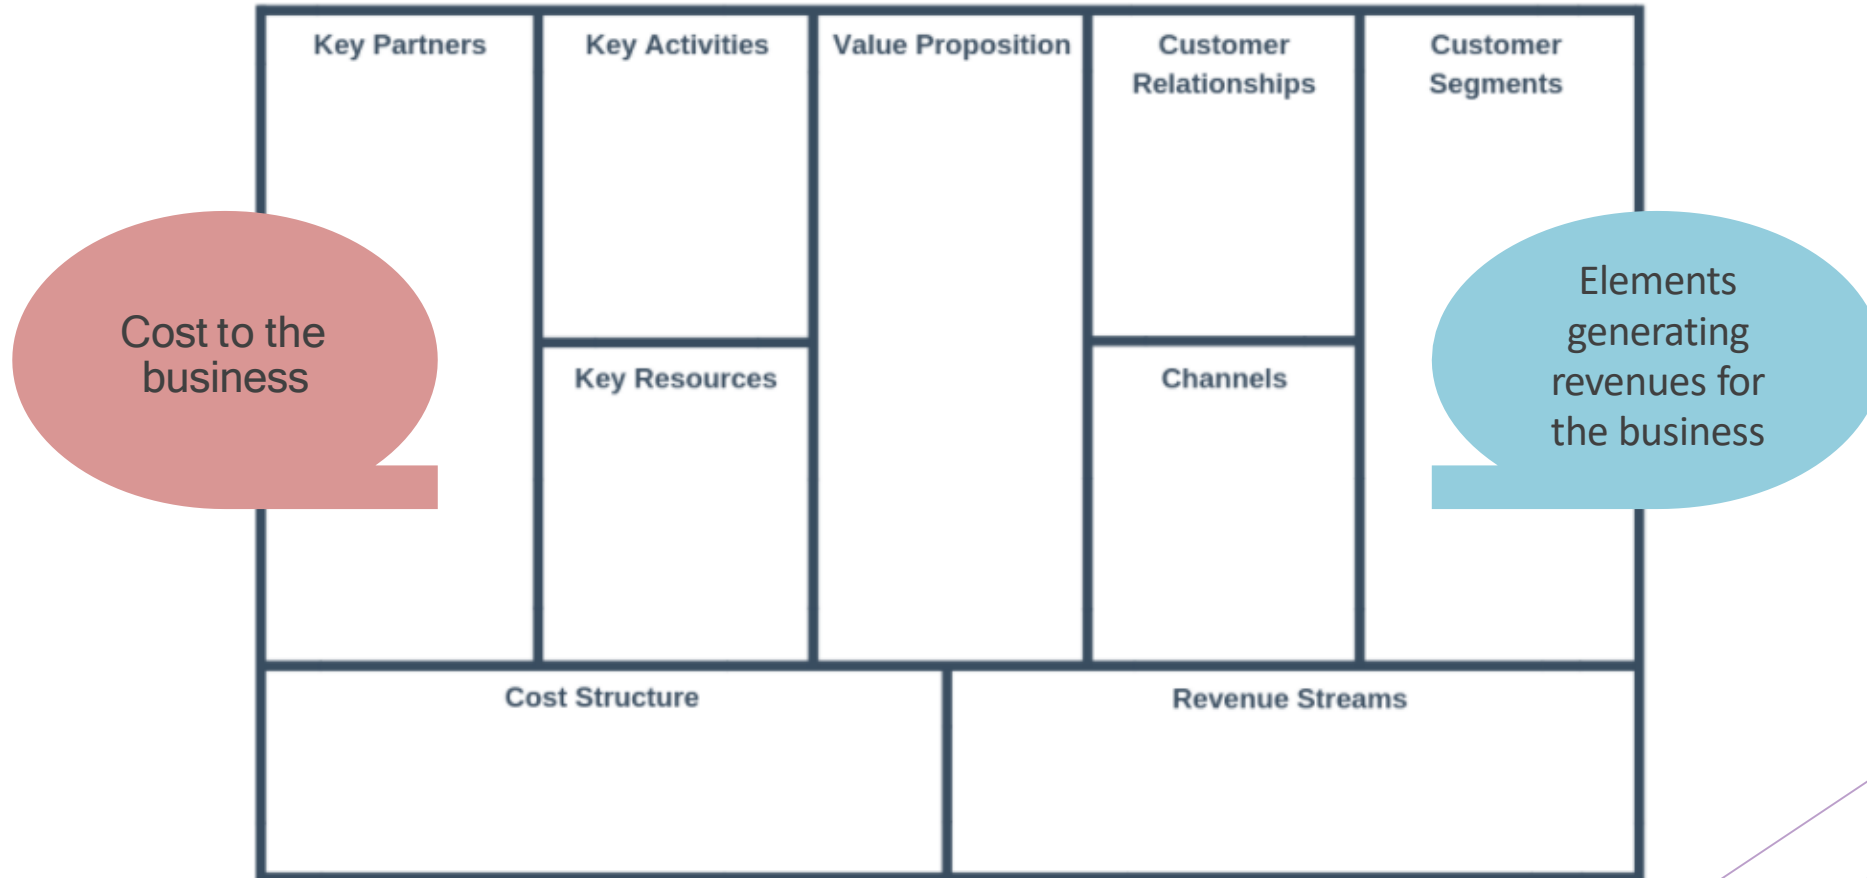 Key Partners
Key Activities
Value Proposition
Customer
Relationships
Customer
Segments
Cost to the
business
Elements
generating
revenues for
the business
Key Resources
Channels
Cost Structure
Revenue Streams